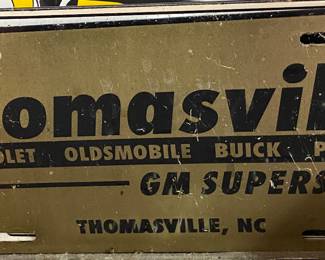 omasvil
OLET OLDSMOBILE BUICK P
GM SUPERS
THOMASVILLE, NC